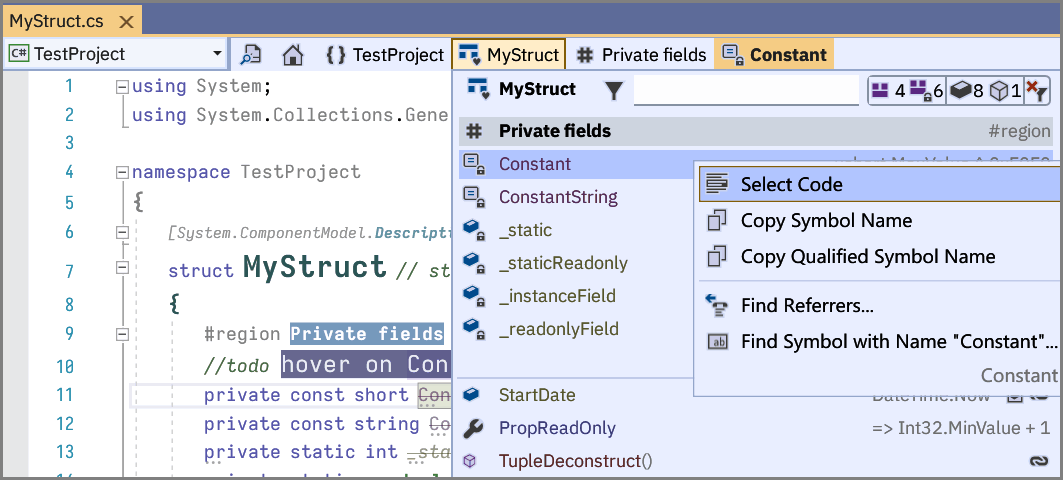 MyStruct.cs
C# TestProject {} TestProject MyStruct # Private fields Constant
1 using System;
2 using System.Collections.Gene
3
4 namespace TestProject
5 {
6 [System.ComponentModel.Descripti
7 struct MyStruct // st
8 {
9 #region Private fields
10 //todo hover on Con
11 private const short Con
12 private const string Co
13 private static int _sta
MyStruct 4 6 8 1
# Private fields #region
Constant
ConstantString
_static
_staticReadonly
_instanceField
_readonlyField
StartDate DateTime.Now
PropReadOnly => Int32.MinValue + 1
TupleDeconstruct()
Select Code
Copy Symbol Name
Copy Qualified Symbol Name
Find Referrers...
ab Find Symbol with Name "Constant"...
Constant